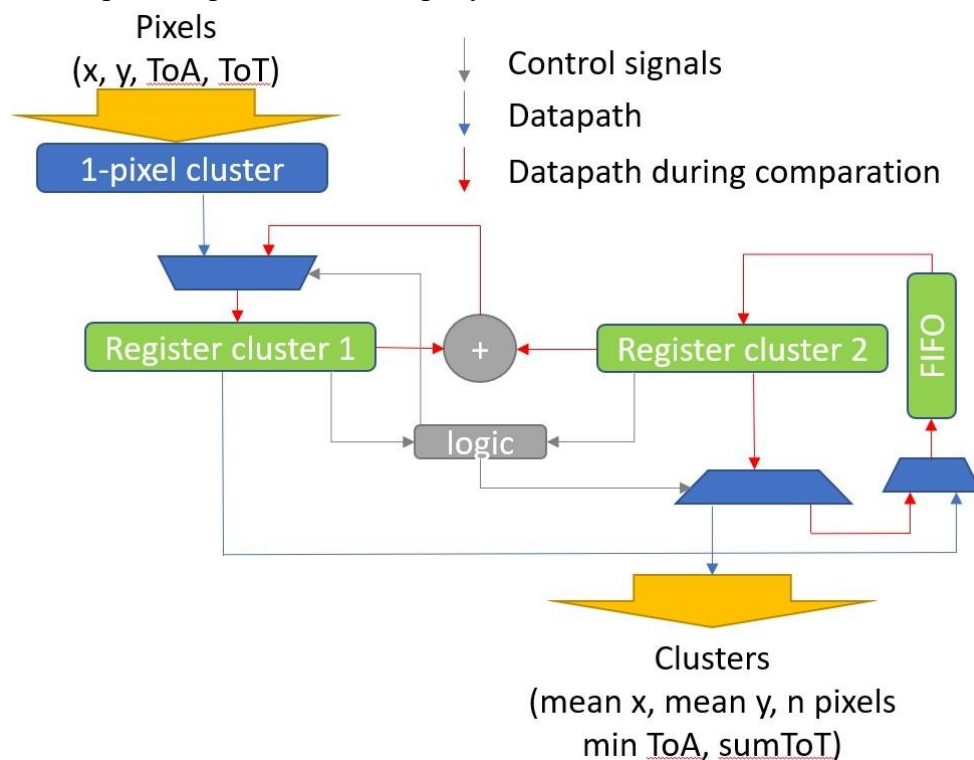 Pixels
(x, y, ToA, ToT)
Control signals
Datapath
Datapath during comparation
1-pixel cluster
Register cluster 1
+
Register cluster 2
FIFO
logic
Clusters
(mean x, mean y, n pixels
min ToA, sumToT)